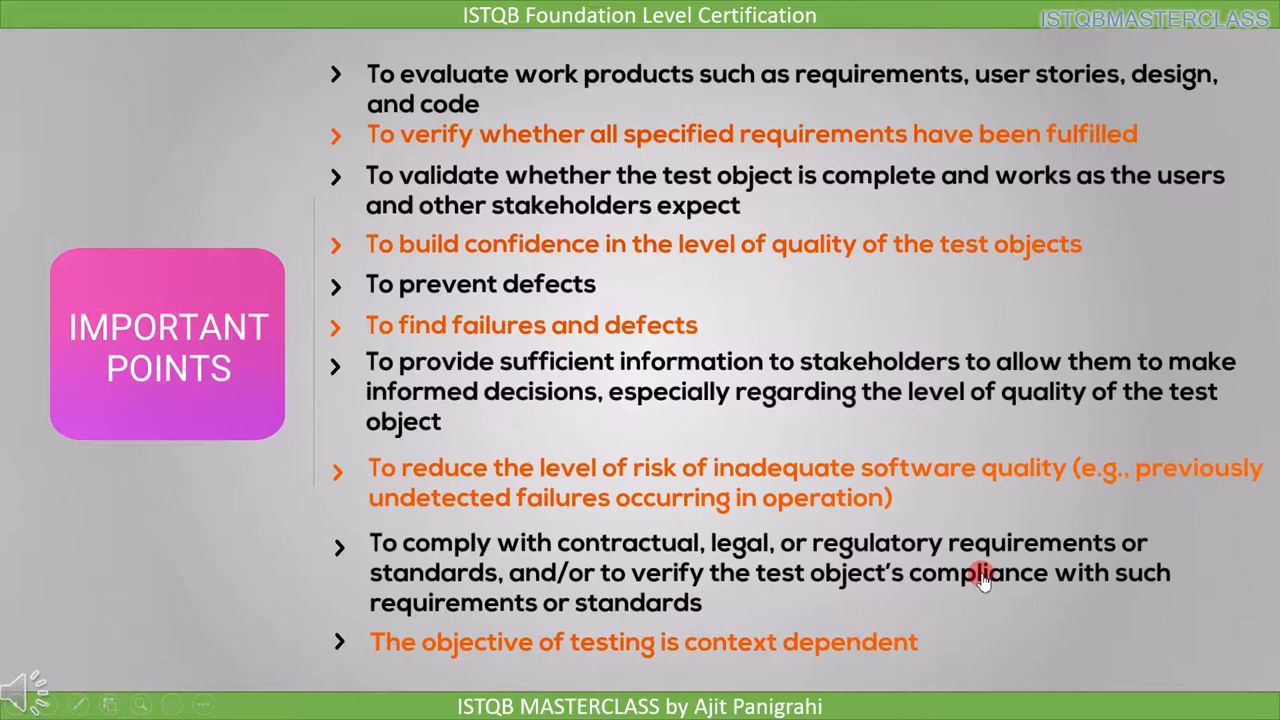 ISTQB Foundation Level Certification
ISTQBMASTERCLASS
To evaluate work products such as requirements, user stories, design,
and code
To verify whether all specified requirements have been fulfilled
To validate whether the test object is complete and works as the users
and other stakeholders expect
To build confidence in the level of quality of the test objects
To prevent defects
To find failures and defects
IMPORTANT
POINTS
To provide sufficient information to stakeholders to allow them to make
informed decisions, especially regarding the level of quality of the test
object
To reduce the level of risk of inadequate software quality (e.g., previously
undetected failures occurring in operation)
To comply with contractual, legal, or regulatory requirements or
standards, and/or to verify the test object’s compliance with such
requirements or standards
The objective of testing is context dependent
ISTQB MASTERCLASS by Ajit Panigrahi